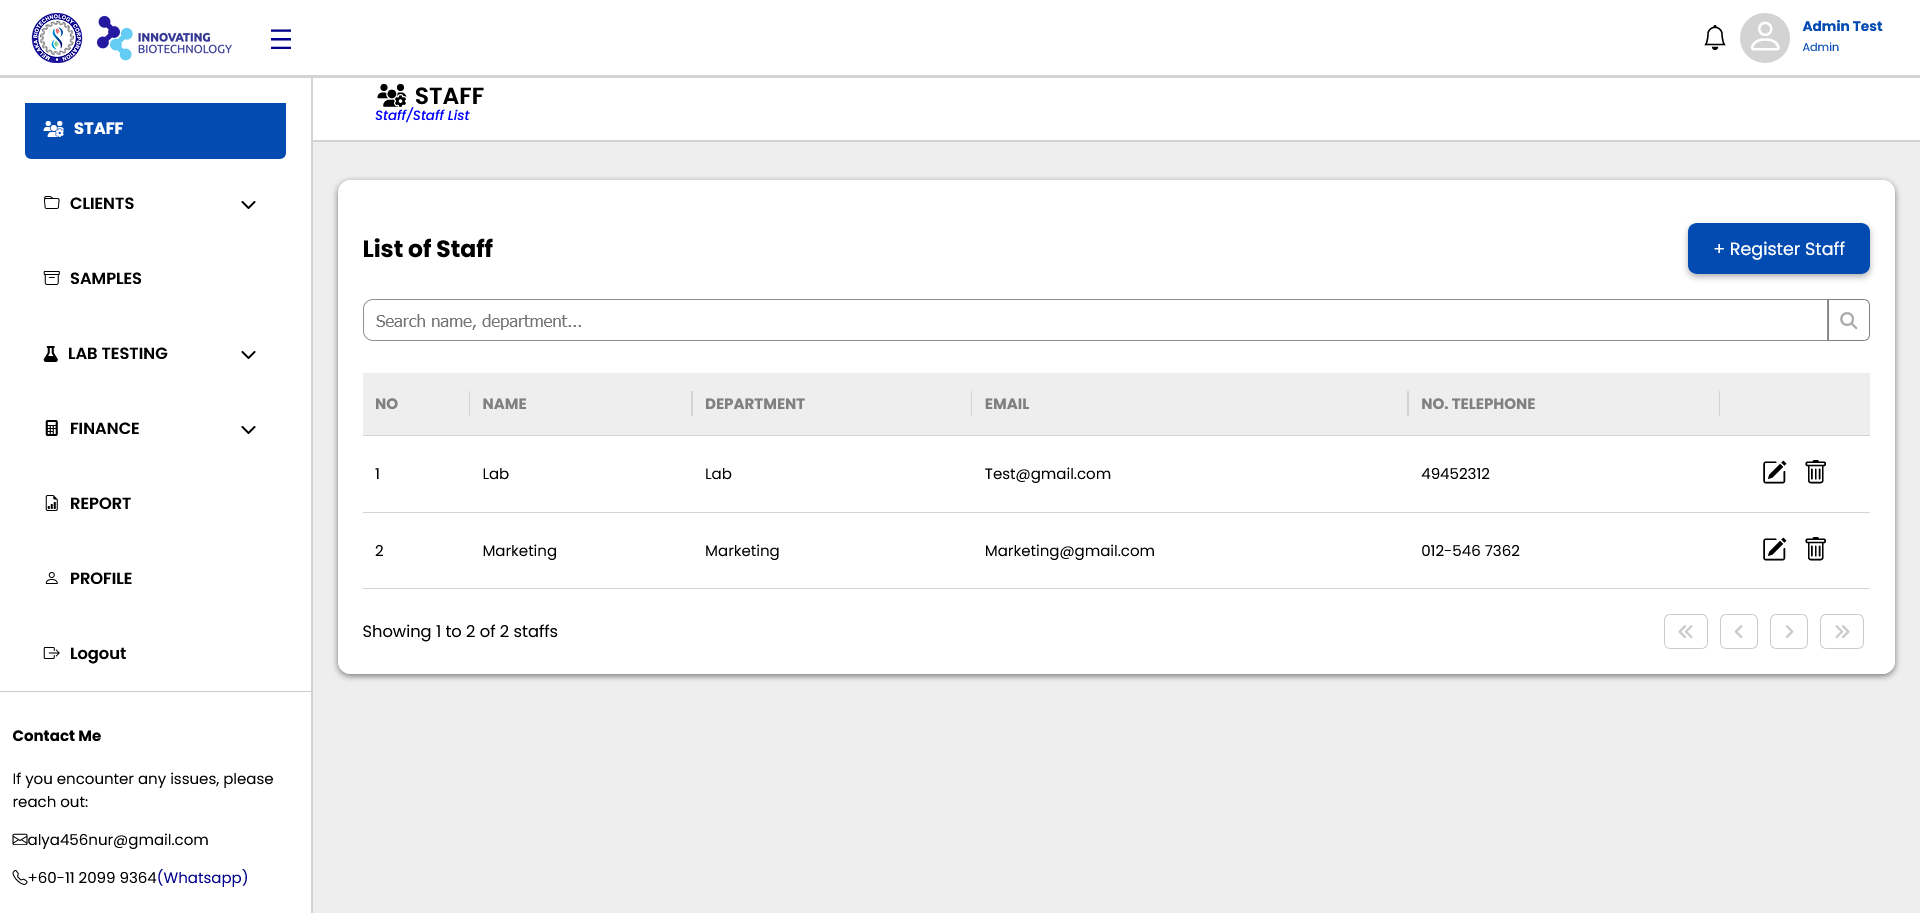 INNOVATING
BIOTECHNOLOGY
Admin Test
Admin
STAFF
CLIENTS
SAMPLES
LAB TESTING
FINANCE
REPORT
PROFILE
Logout
Contact Me
If you encounter any issues, please
reach out:
alya456nur@gmail.com
+60-11 2099 9364(Whatsapp)
STAFF
Staff/Staff List
List of Staff
+ Register Staff
Search name, department...
NO NAME DEPARTMENT EMAIL NO. TELEPHONE
1 Lab Lab Test@gmail.com 49452312
2 Marketing Marketing Marketing@gmail.com 012-546 7362
Showing 1 to 2 of 2 staffs